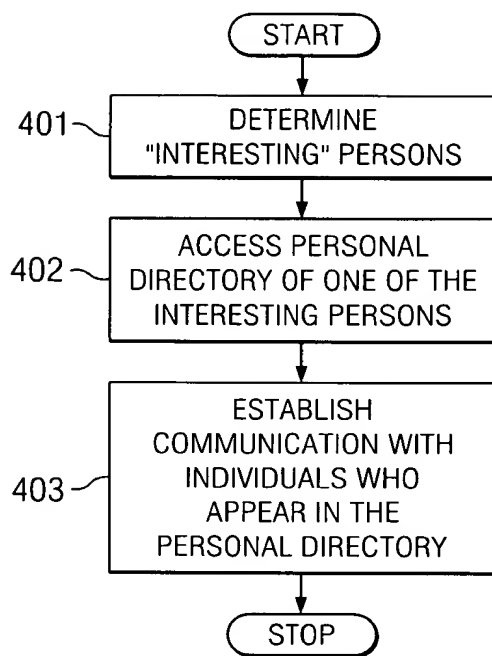 START
401
DETERMINE
"INTERESTING" PERSONS
402
ACCESS PERSONAL
DIRECTORY OF ONE OF THE
INTERESTING PERSONS
403
ESTABLISH
COMMUNICATION WITH
INDIVIDUALS WHO
APPEAR IN THE
PERSONAL DIRECTORY
STOP